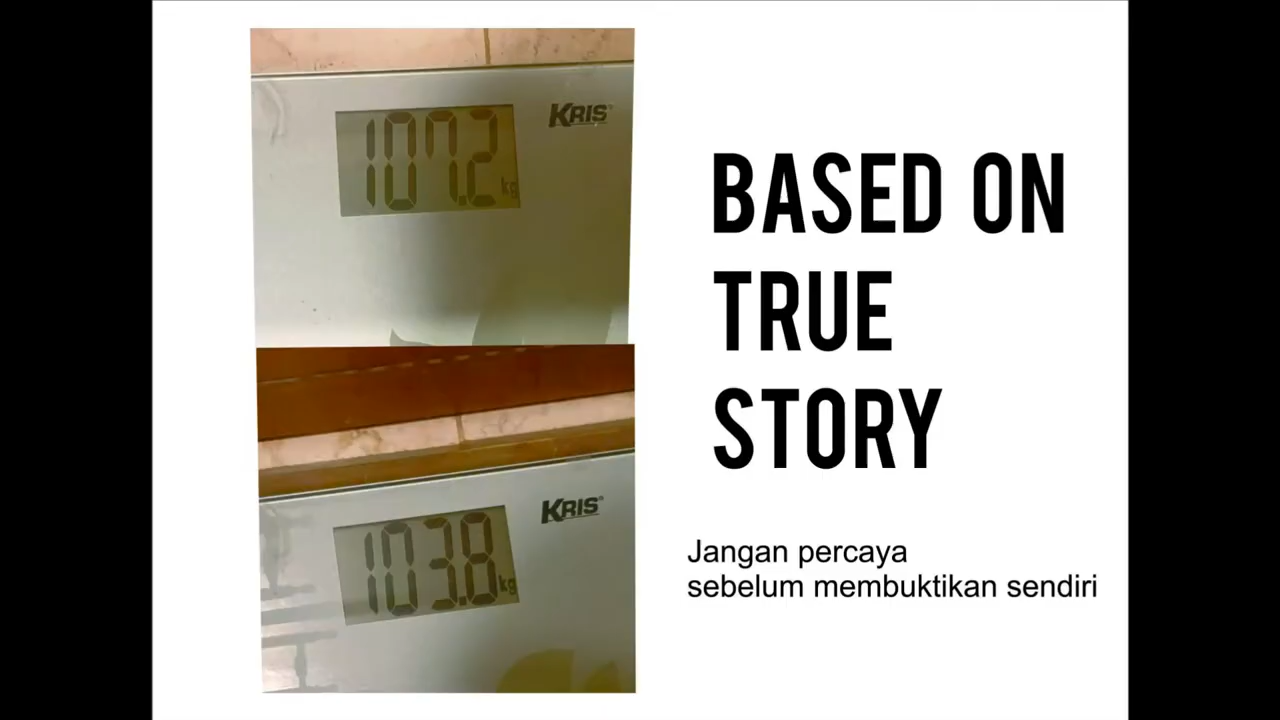 KRIS®
107.2 kg
BASED ON
TRUE
STORY
KRIS®
103.8 kg
Jangan percaya
sebelum membuktikan sendiri